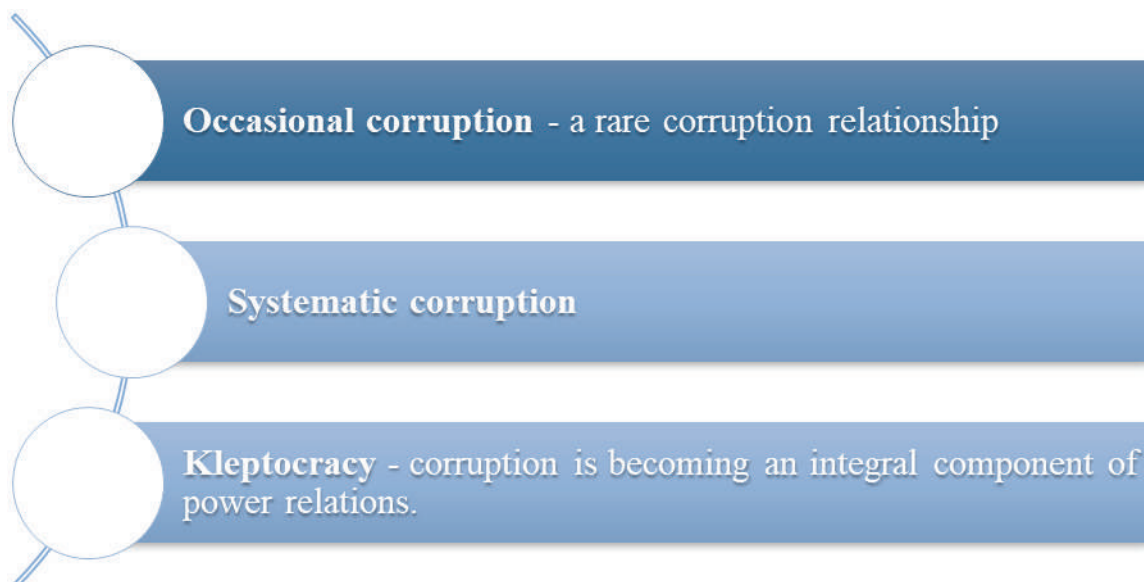 Occasional corruption - a rare corruption relationship
Systematic corruption
Kleptocracy - corruption is becoming an integral component of
power relations.